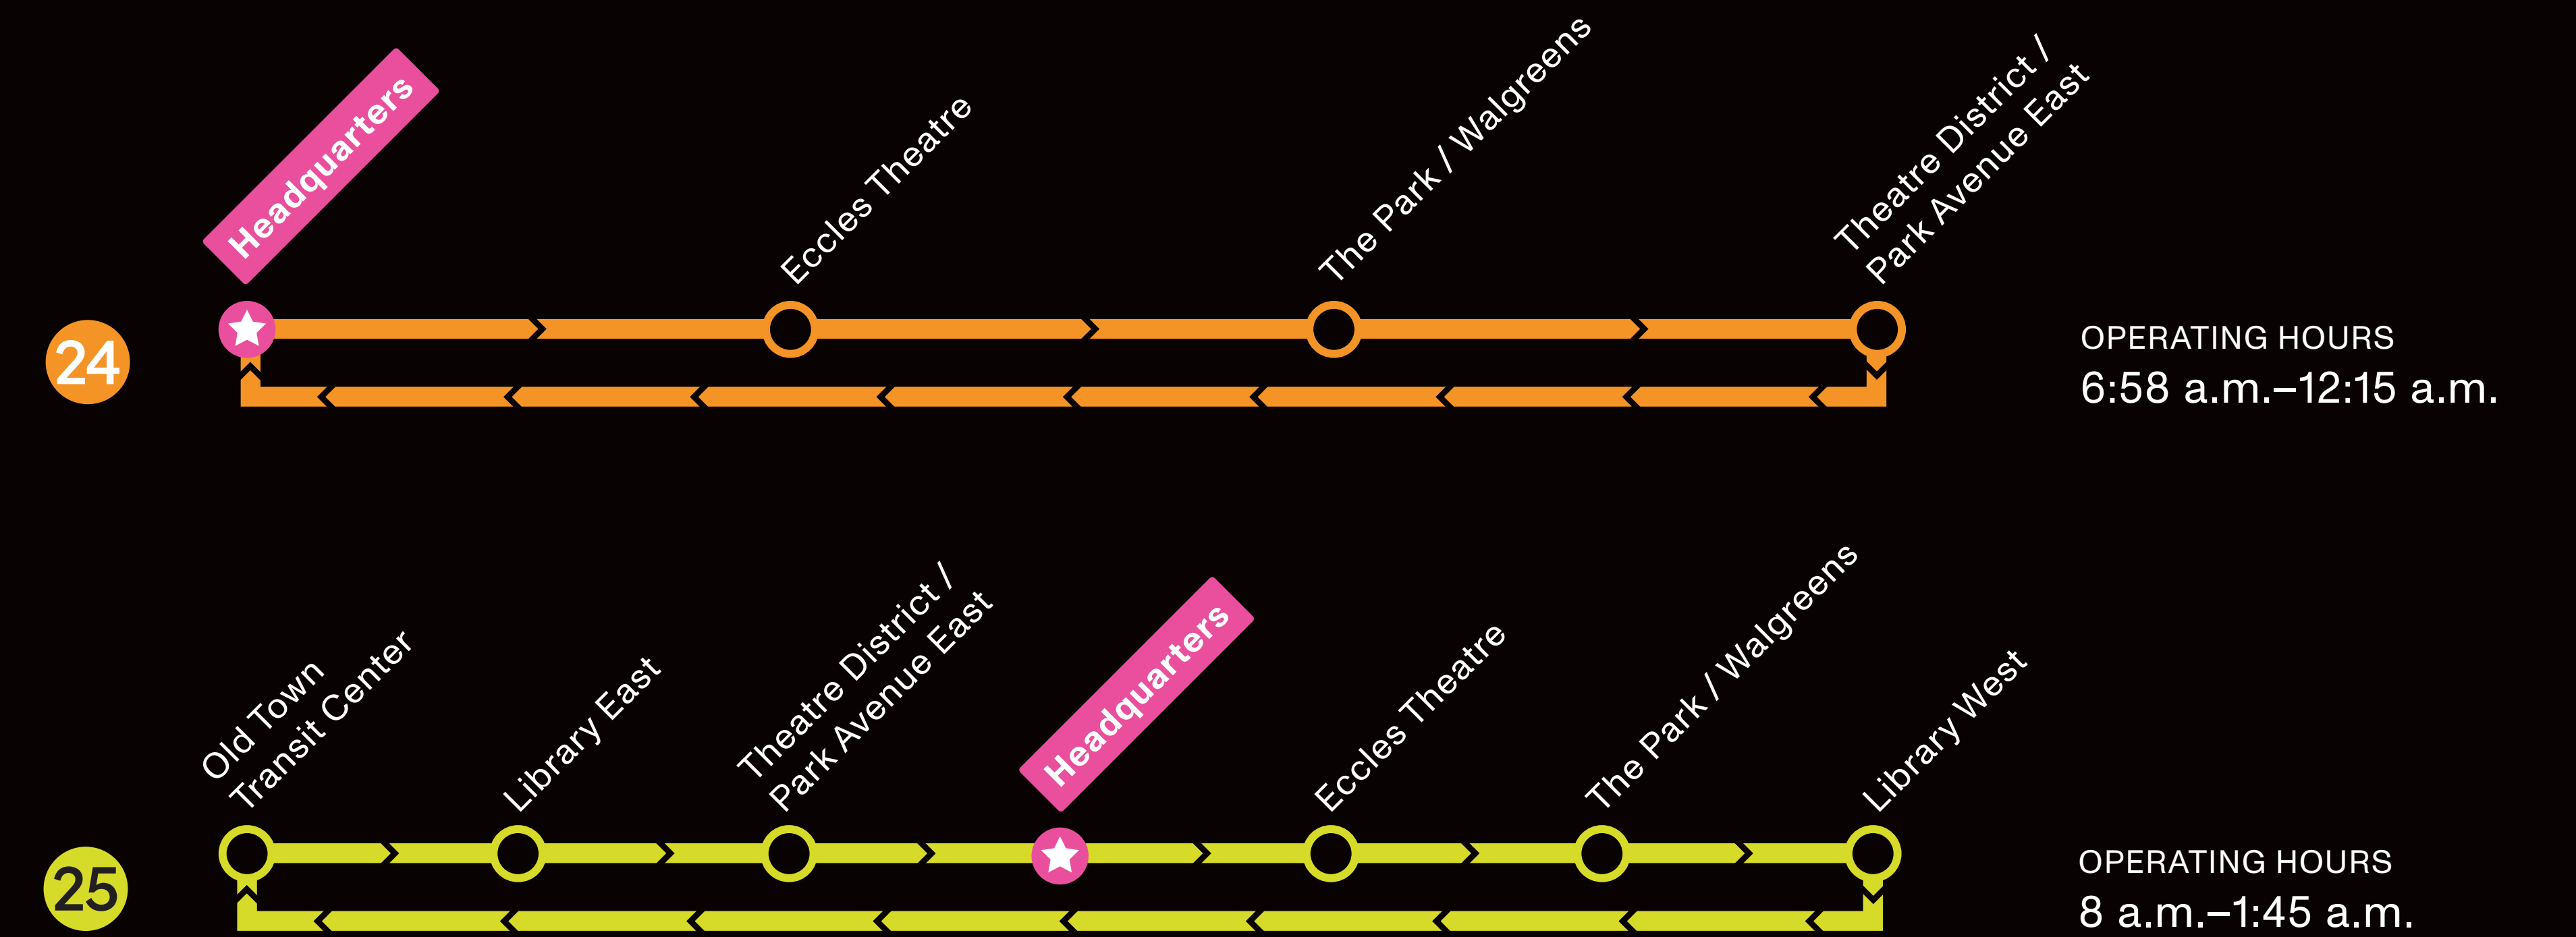 Headquarters
Eccles Theatre
The Park / Walgreens
Theatre District /
Park Avenue East
24
OPERATING HOURS
6:58 a.m.–12:15 a.m.
Old Town
Transit Center
Library East
Theatre District /
Park Avenue East
Headquarters
Eccles Theatre
The Park / Walgreens
Library West
25
OPERATING HOURS
8 a.m.–1:45 a.m.